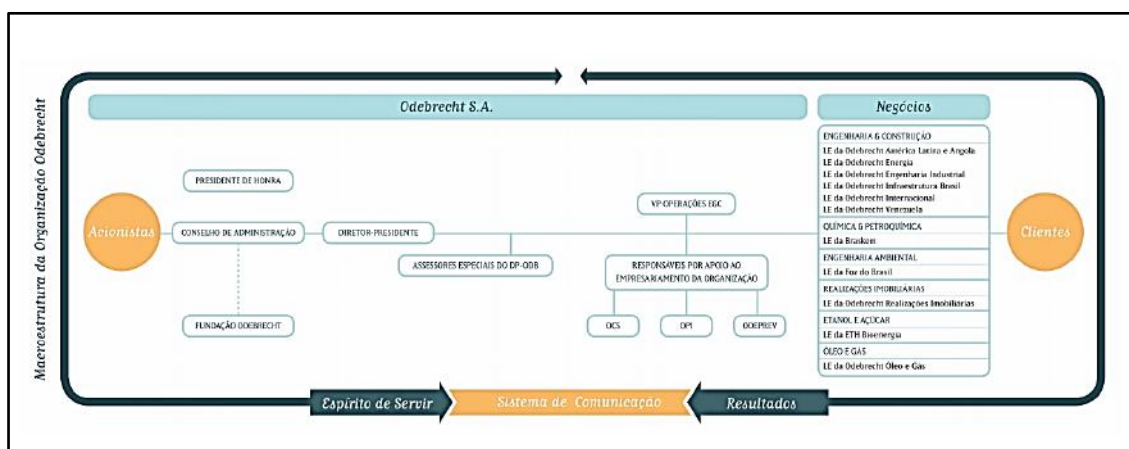 Macroestrutura da Organização Odebrecht
Odebrecht S.A.
Negócios
PRESIDENTE DE HONRA
Acionistas
CONSELHO DE ADMINISTRAÇÃO
DIRETOR-PRESIDENTE
ASSESSORES ESPECIAIS DO DP-ODB
FUNDAÇÃO ODEBRECHT
VP-OPERAÇÕES EGC
RESPONSÁVEIS POR APOIO AO
EMPRESARIAMENTO DA ORGANIZAÇÃO
OCS
OPI
ODEPREV
ENGENHARIA & CONSTRUÇÃO
LE da Odebrecht América Latina e Angola
LE da Odebrecht Energia
LE da Odebrecht Engenharia Industrial
LE da Odebrecht Infraestrutura Brasil
LE da Odebrecht Internacional
LE da Odebrecht Venezuela
QUÍMICA & PETROQUÍMICA
LE da Braskem
ENGENHARIA AMBIENTAL
LE da Foz do Brasil
REALIZAÇÕES IMOBILIÁRIAS
LE da Odebrecht Realizações Imobiliárias
ETANOL E AÇÚCAR
LE da ETH Bioenergia
ÓLEO E GÁS
LE da Odebrecht Óleo e Gás
Clientes
Espírito de Servir
Sistema de Comunicação
Resultados